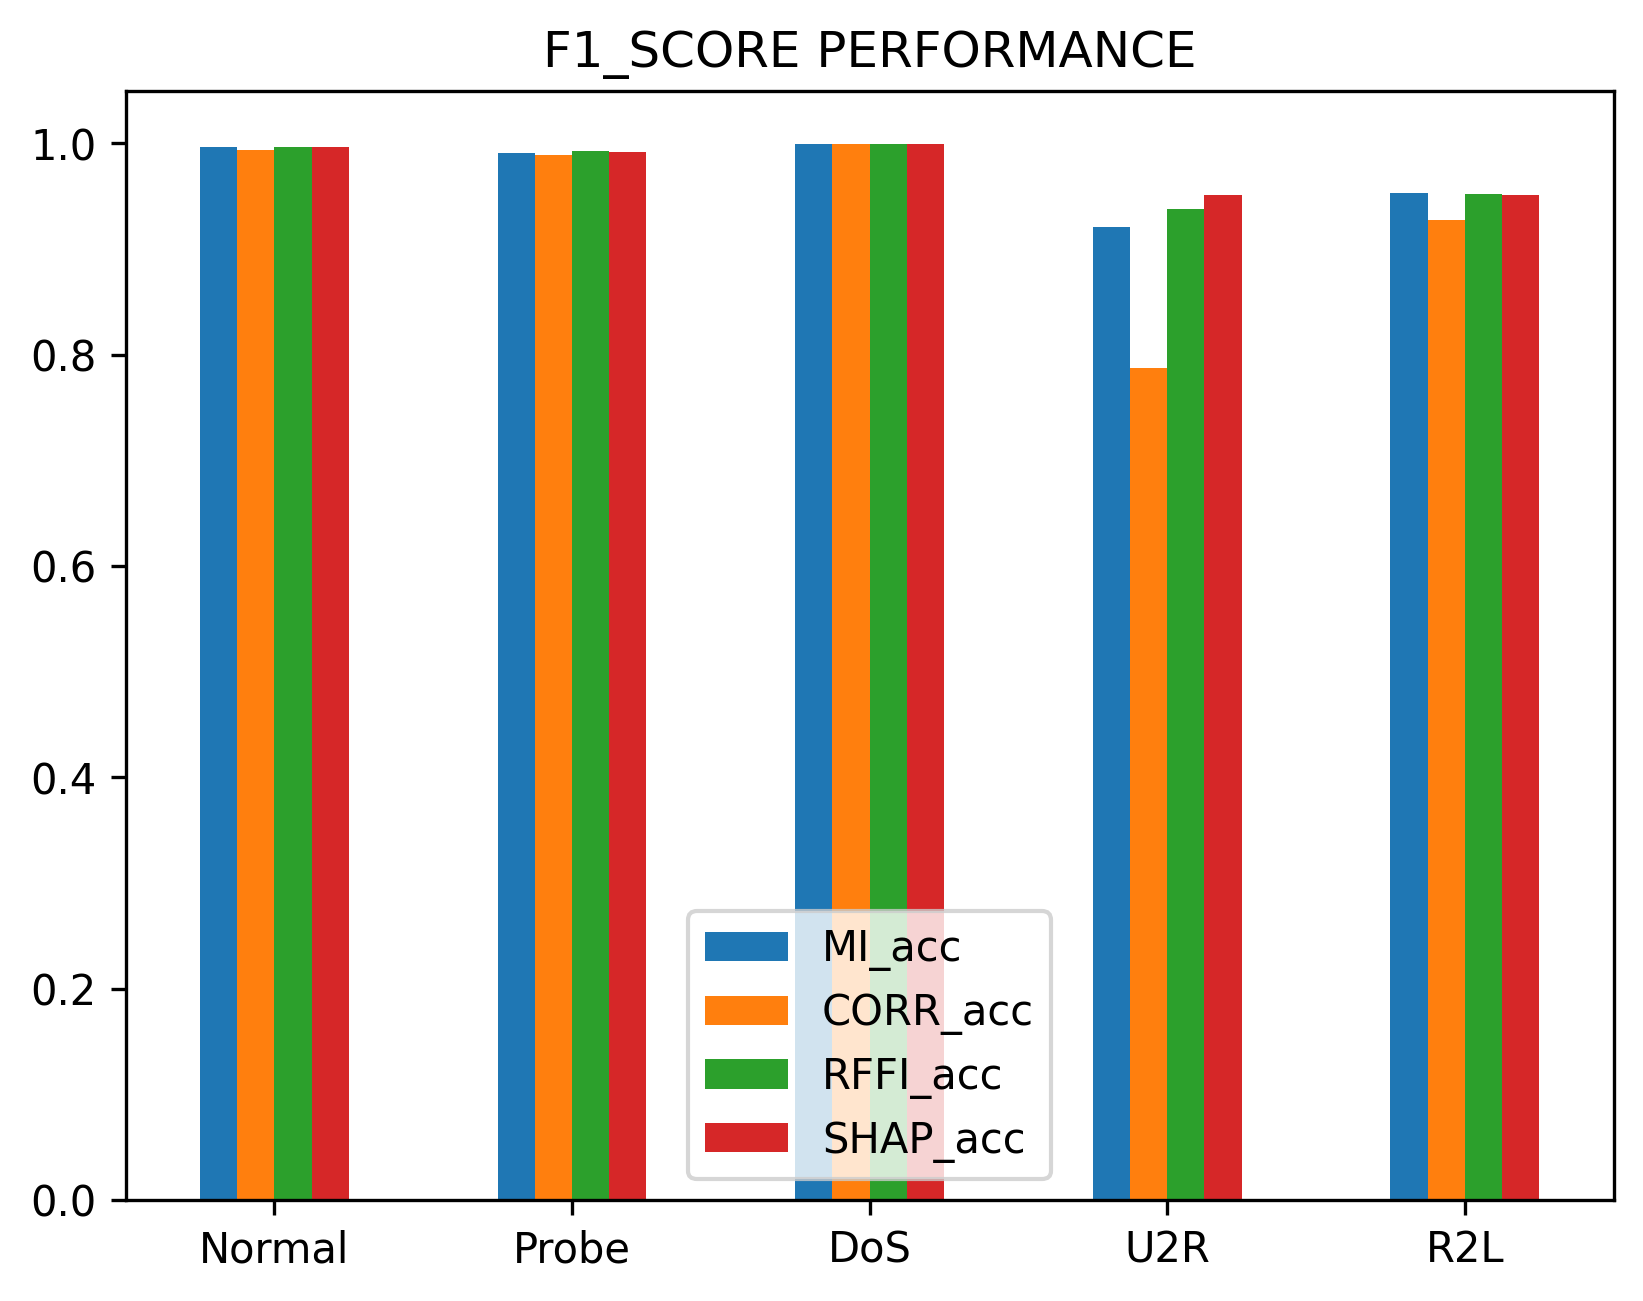 F1_SCORE PERFORMANCE
1.0
0.8
0.6
0.4
0.2
0.0
MI_acc
CORR_acc
RFFI_acc
SHAP_acc
Normal Probe DoS U2R R2L